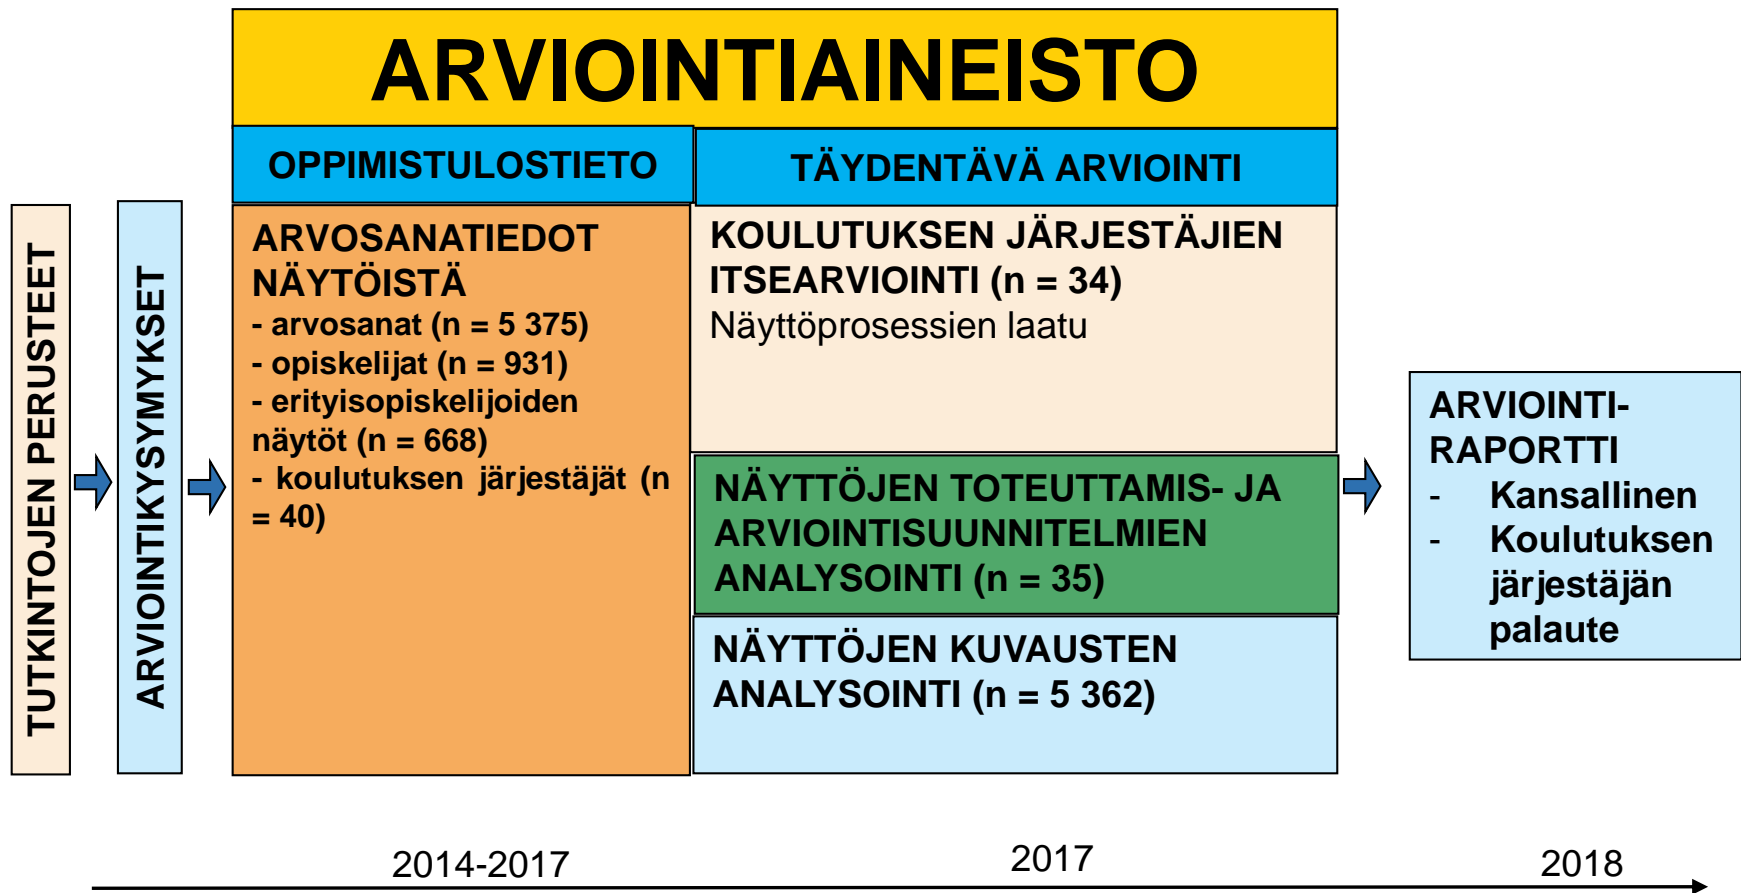 ARVIOINTIAINEISTO
OPPIMISTULOSTIETO
TÄYDENTÄVÄ ARVIOINTI
TUTKINTOJEN PERUSTEET
ARVIOINTIKYSYMYKSET
ARVOSANATIEDOT
NÄYTÖISTÄ
- arvosanat (n = 5 375)
- opiskelijat (n = 931)
- erityisopiskelijoiden
näytöt (n = 668)
- koulutuksen järjestäjät (n
= 40)
KOULUTUKSEN JÄRJESTÄJIEN
ITSEARVIOINTI (n = 34)
Näyttöprosessien laatu
NÄYTTÖJEN TOTEUTTAMIS- JA
ARVIOINTISUUNNITELMIEN
ANALYSOINTI (n = 35)
NÄYTTÖJEN KUVAUSTEN
ANALYSOINTI (n = 5 362)
ARVIOINTI-
RAPORTTI
- Kansallinen
- Koulutuksen
järjestäjän
palaute
2014-2017
2017
2018